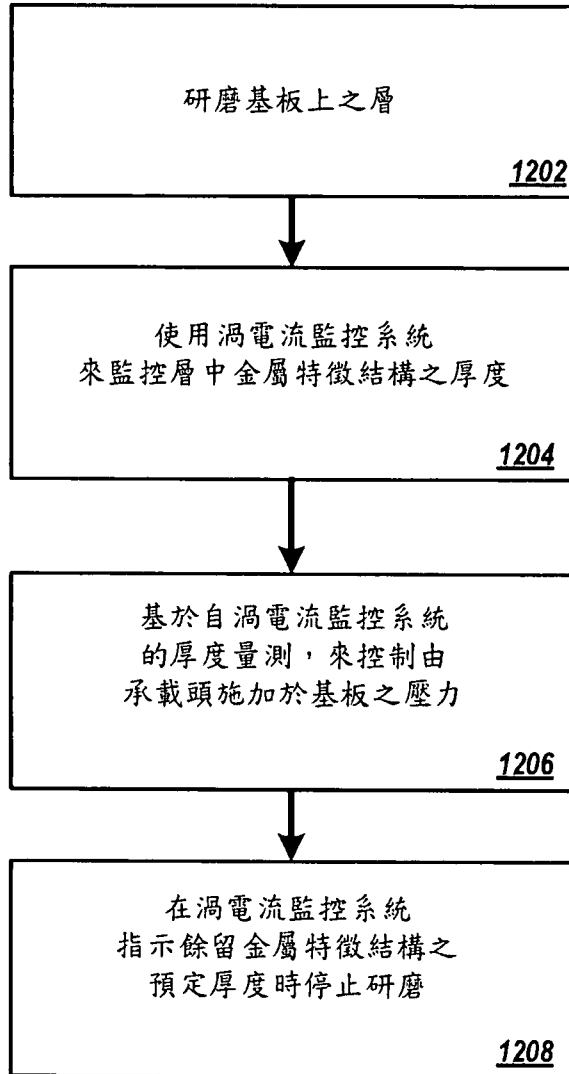 研磨基板上之層
1202
使用渦電流監控系統
來監控層中金屬特徵結構之厚度
1204
基於自渦電流監控系統
的厚度量測，來控制由
承載頭施加於基板之壓力
1206
在渦電流監控系統
指示餘留金屬特徵結構之
預定厚度時停止研磨
1208